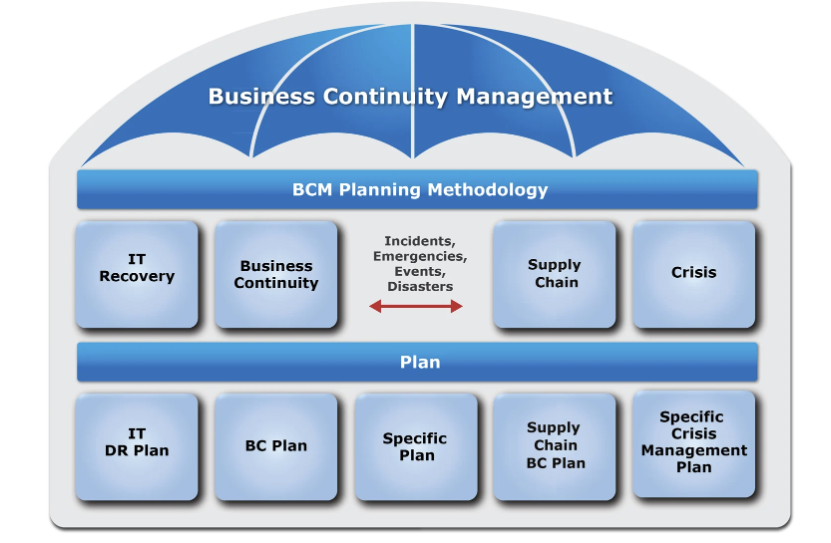 Business Continuity Management
BCM Planning Methodology
IT
Recovery
Business
Continuity
Incidents,
Emergencies,
Events,
Disasters
Supply
Chain
Crisis
Plan
IT
DR Plan
BC Plan
Specific
Plan
Supply
Chain
BC Plan
Specific
Crisis
Management
Plan